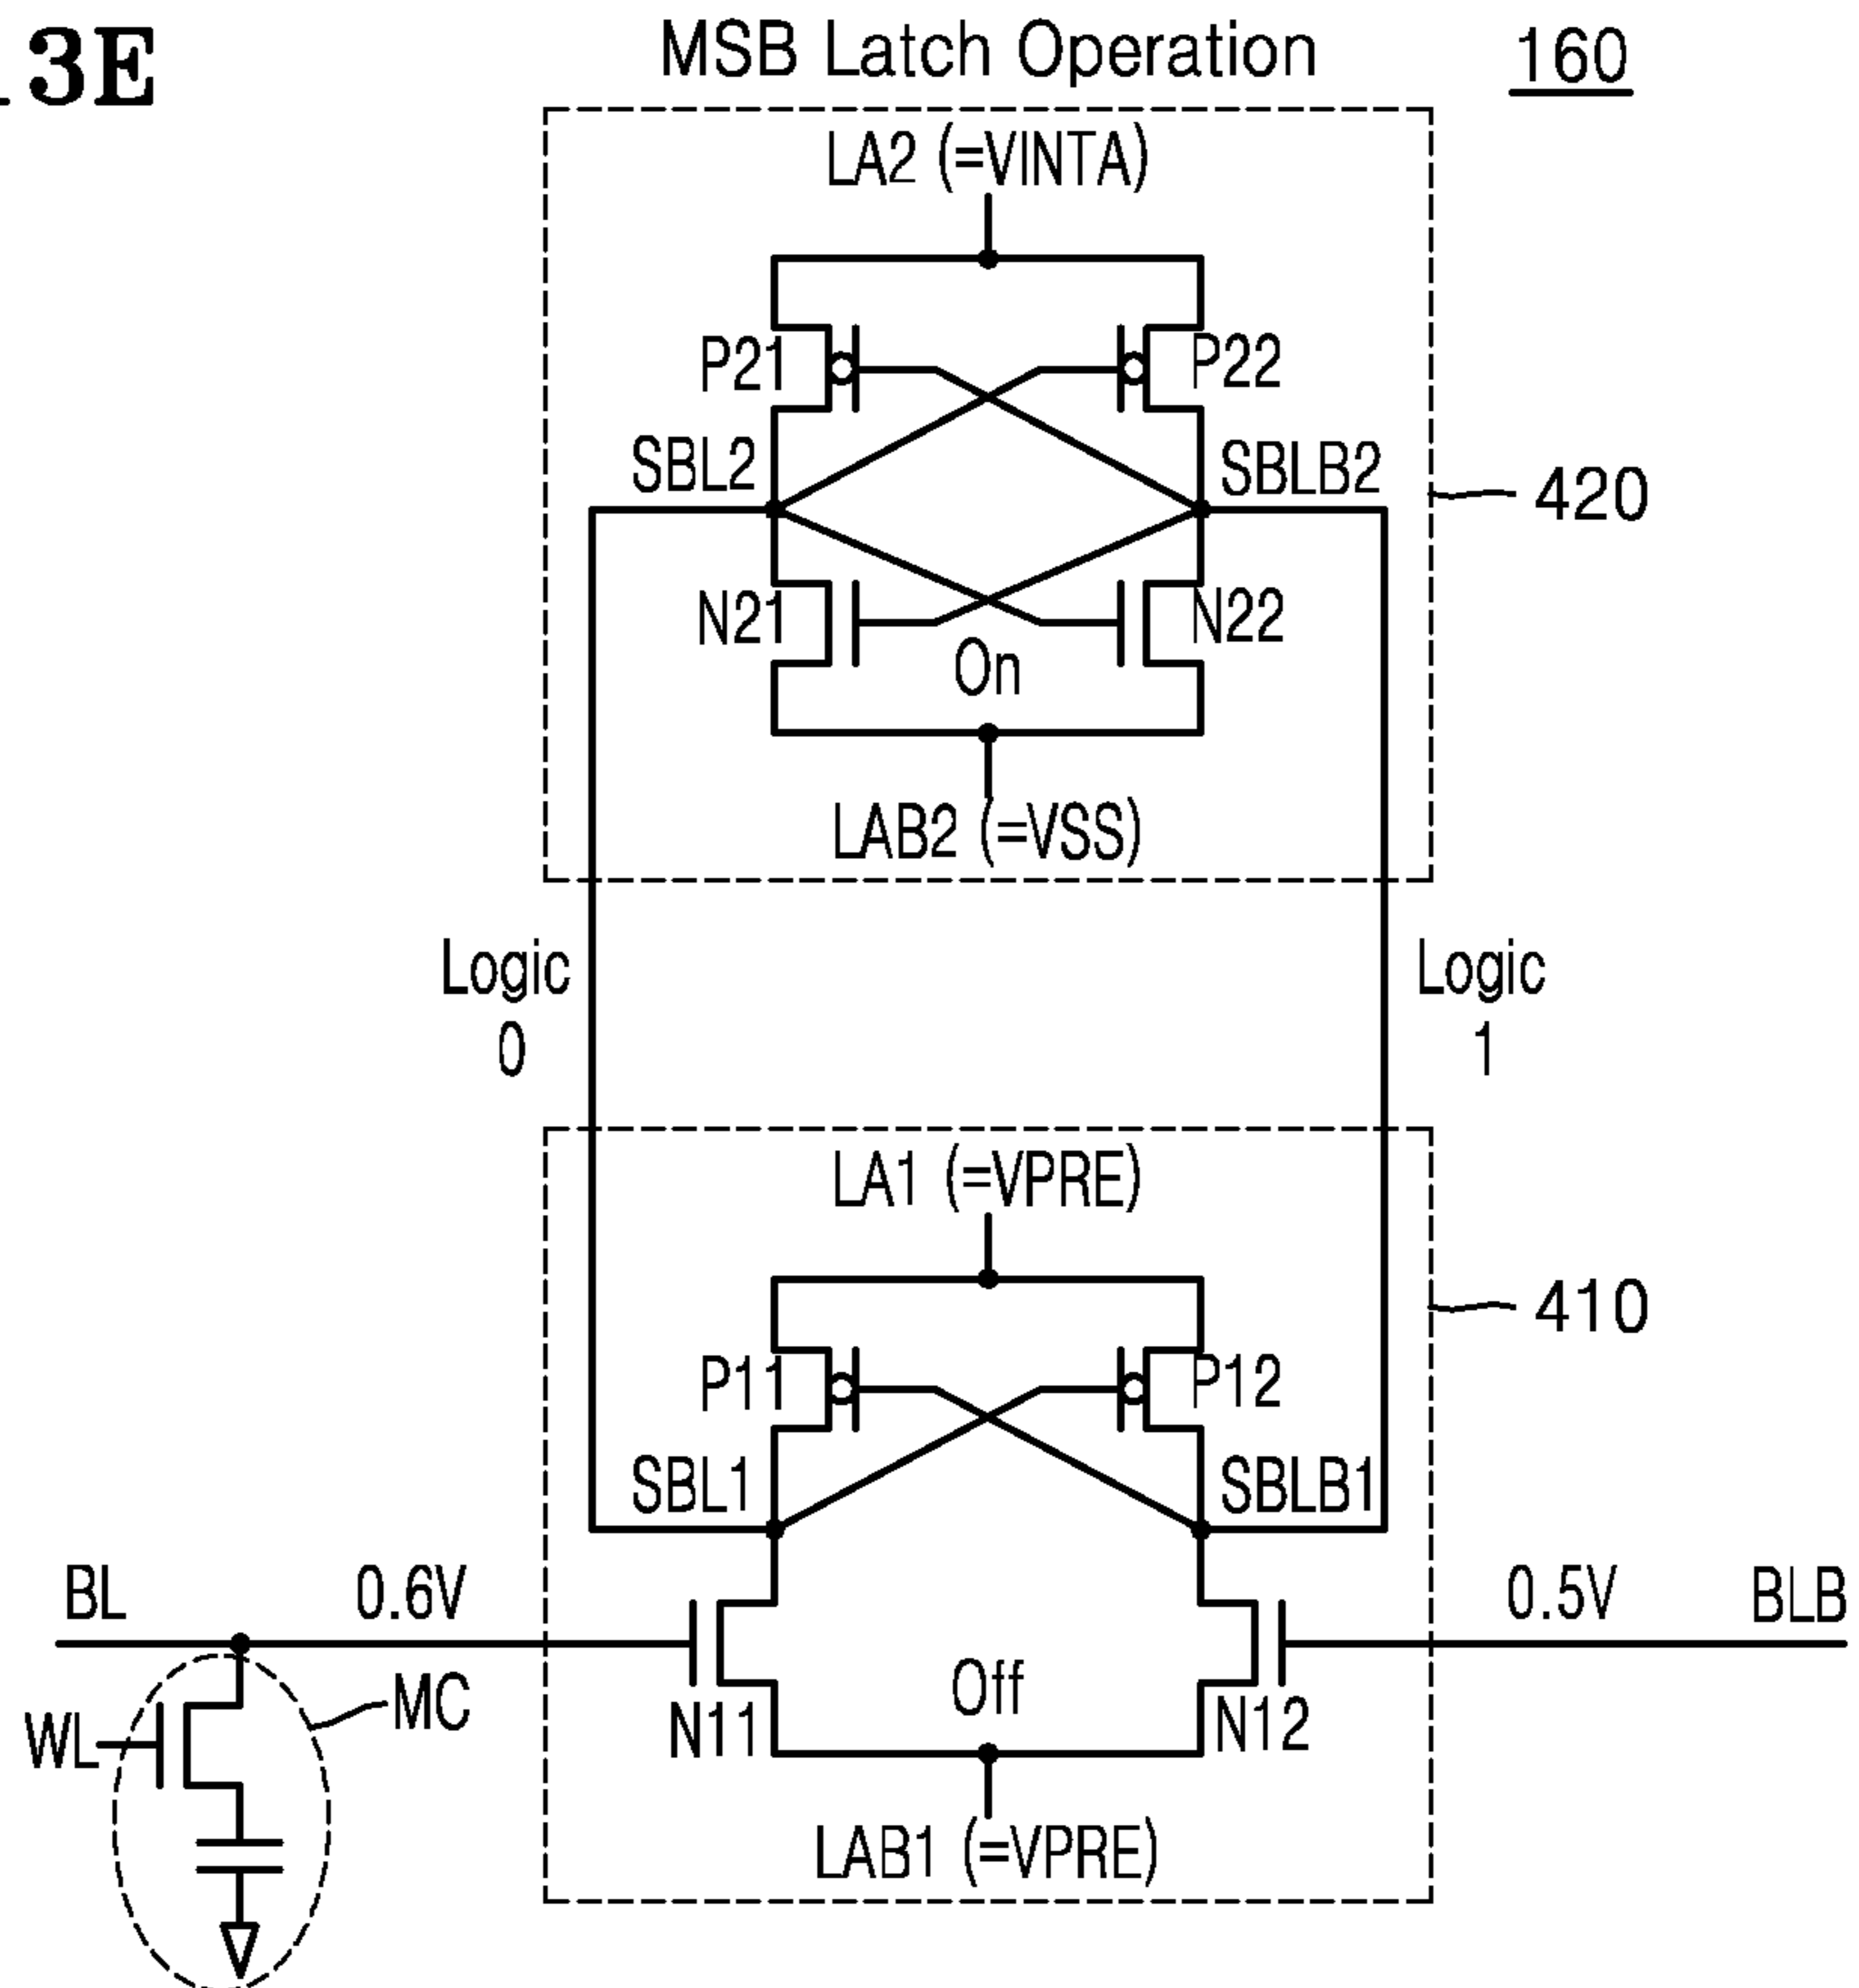 .3E
MSB Latch Operation
160
LA2 (=VINTA)
P21
P22
SBL2
SBLB2
420
N21
N22
On
LAB2 (=VSS)
Logic
0
Logic
1
LA1 (=VPRE)
410
P11
P12
SBL1
SBLB1
BL
0.6V
0.5V
BLB
MC
WL
N11
Off
N12
LAB1 (=VPRE)